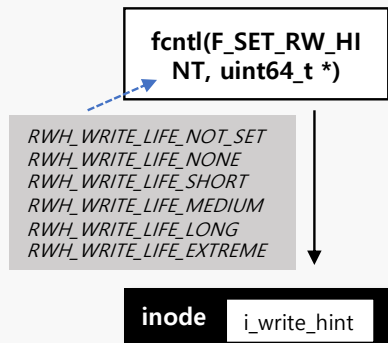 fcntl(F_SET_RW_HI
NT, uint64_t *)
RWH_WRITE_LIFE_NOT_SET
RWH_WRITE_LIFE_NONE
RWH_WRITE_LIFE_SHORT
RWH_WRITE_LIFE_MEDIUM
RWH_WRITE_LIFE_LONG
RWH_WRITE_LIFE_EXTREME
inode i_write_hint